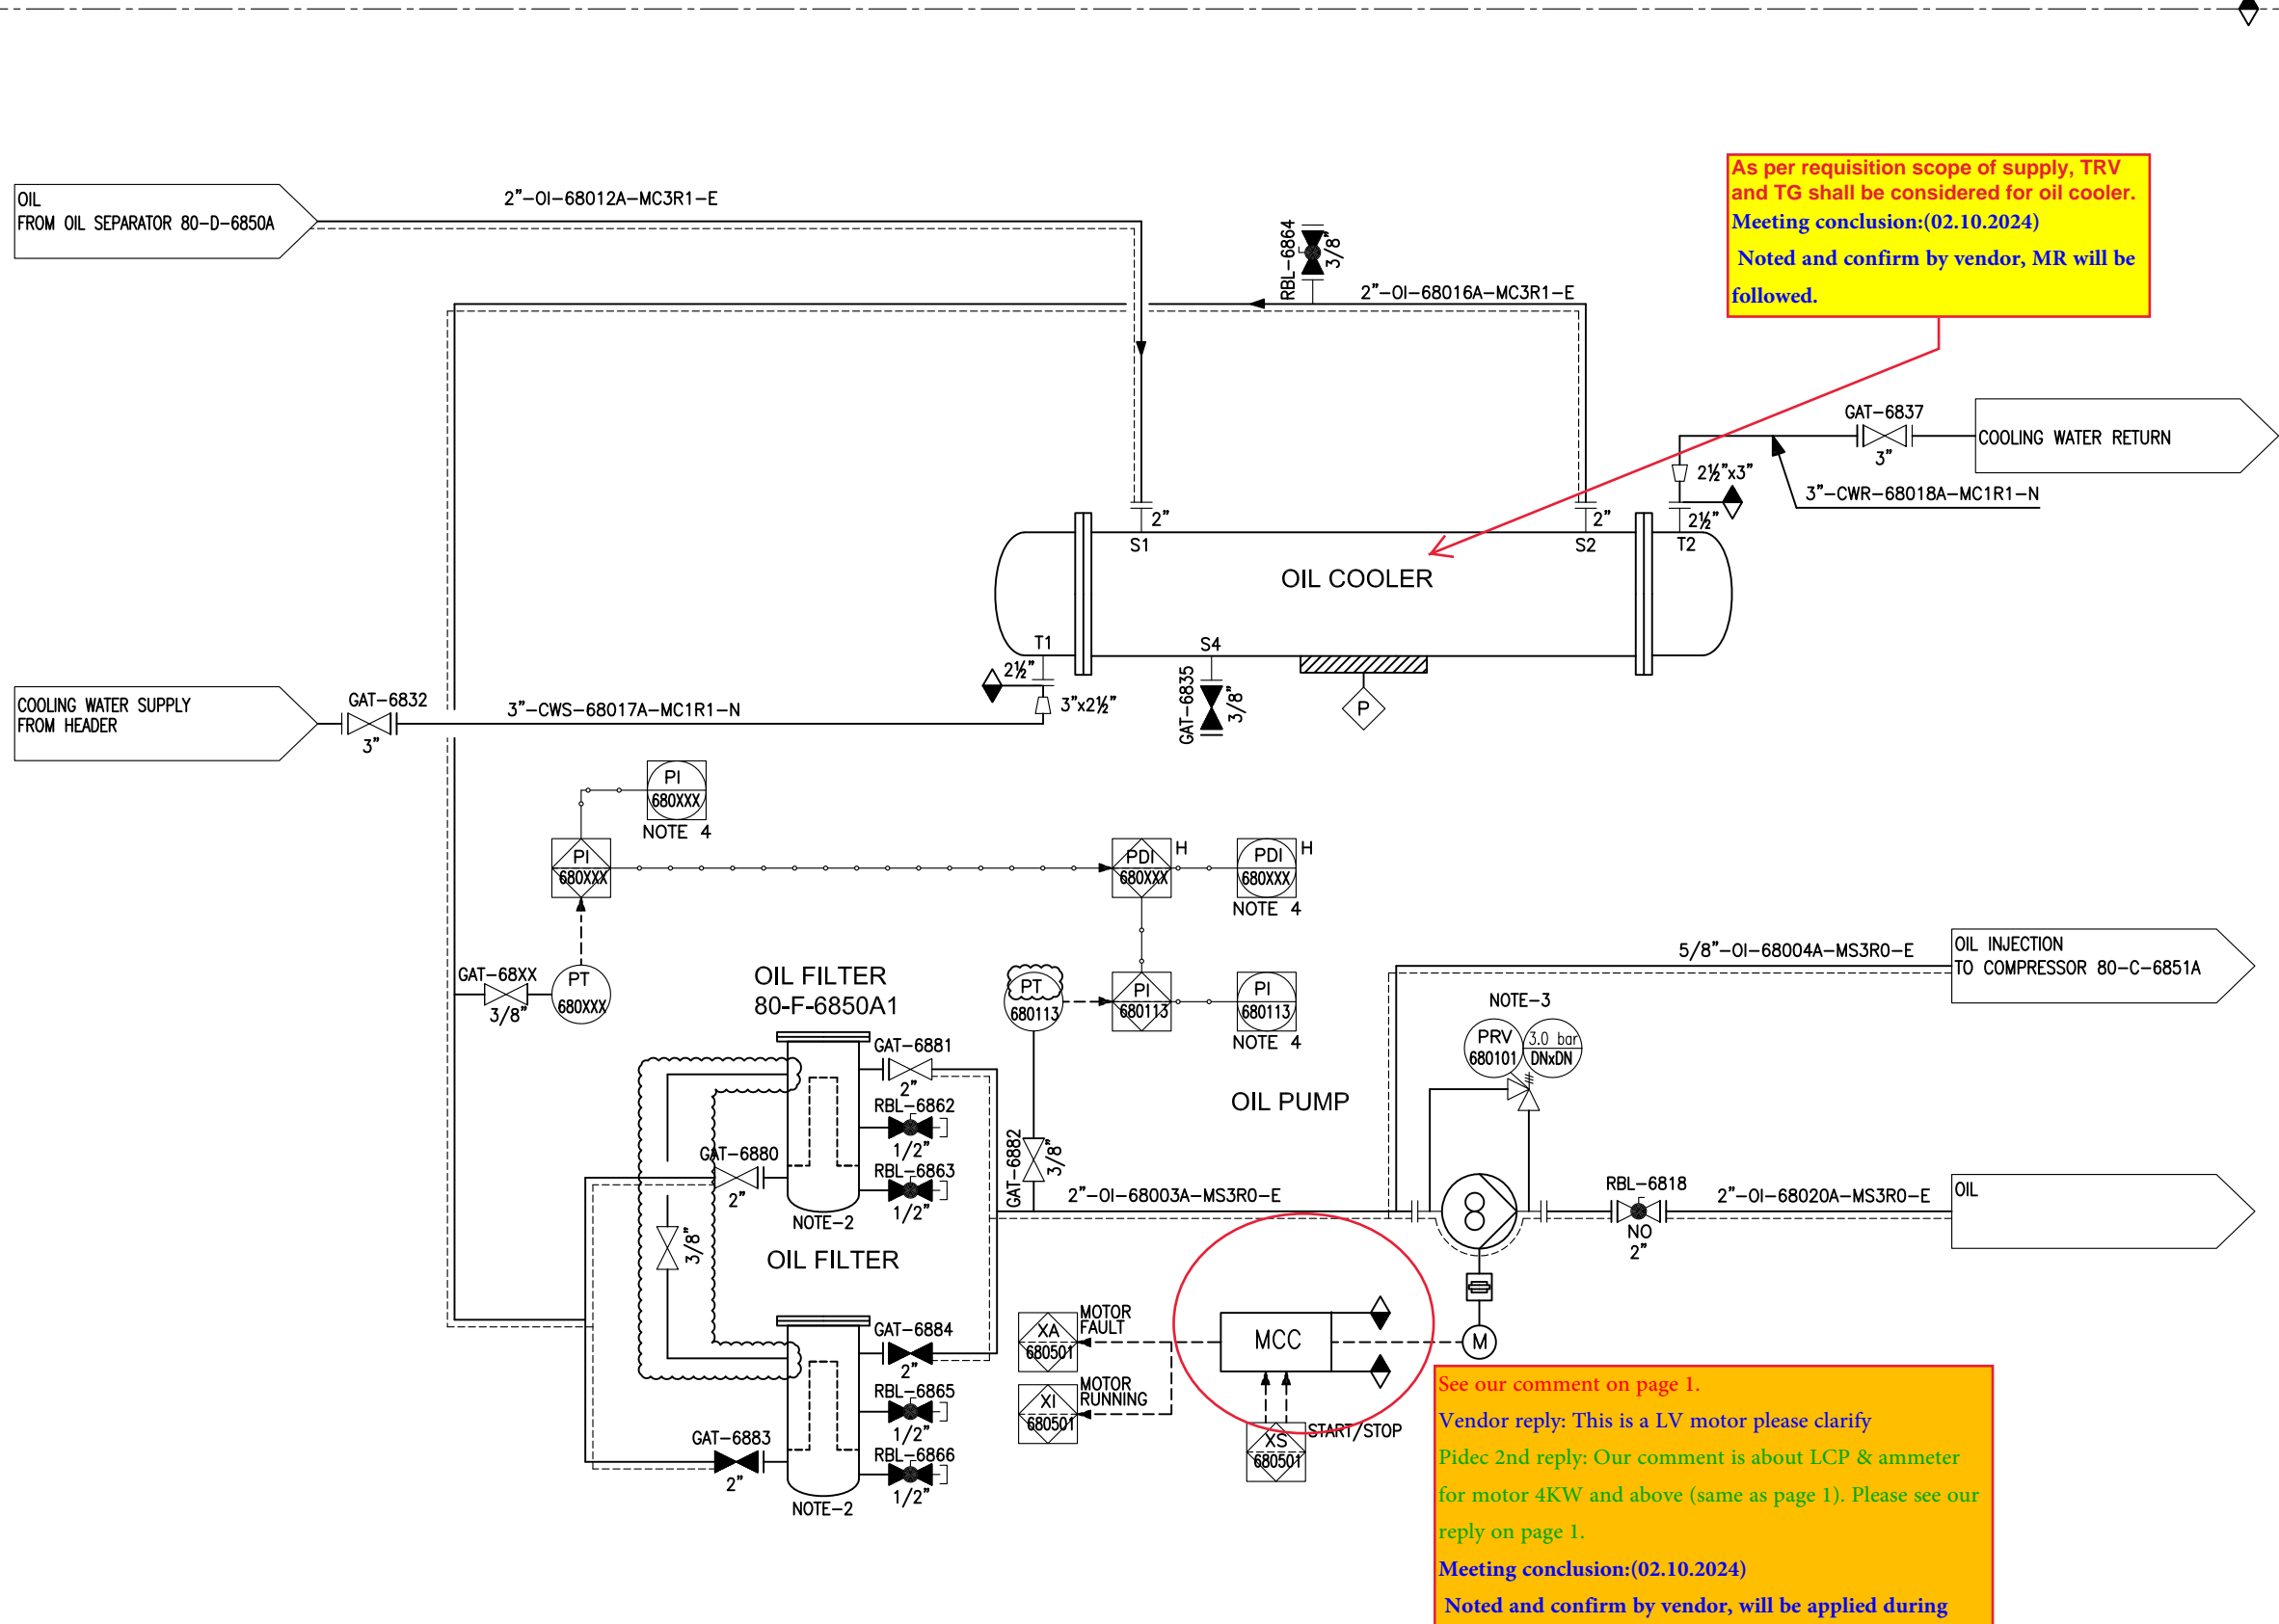 OIL
FROM OIL SEPARATOR 80-D-6850A
2"-OI-68012A-MC3R1-E
RBL-6864
3/8"
2"-OI-68016A-MC3R1-E
As per requisition scope of supply, TRV
and TG shall be considered for oil cooler.
Meeting conclusion:(02.10.2024)
Noted and confirm by vendor, MR will be
followed.
GAT-6837
3"
COOLING WATER RETURN
2½"x3"
3"-CWR-68018A-MC1R1-N
2"
S1
2"
S2
2½"
T2
OIL COOLER
T1
2½"
3"x2½"
S4
GAT-6835
3/8"
P
COOLING WATER SUPPLY
FROM HEADER
GAT-6832
3"
3"-CWS-68017A-MC1R1-N
PI
680XXX
NOTE 4
PI
680XXX
PDI
680XXX
H
PDI
680XXX
H
NOTE 4
GAT-68XX
3/8"
PT
680XXX
OIL FILTER
80-F-6850A1
PT
680113
PI
680113
PI
680113
NOTE 4
5/8"-OI-68004A-MS3R0-E
OIL INJECTION
TO COMPRESSOR 80-C-6851A
NOTE-3
PRV
680101
3.0 bar
DNxDN
OIL PUMP
GAT-6881
2"
RBL-6862
1/2"
GAT-6880
2"
RBL-6863
1/2"
NOTE-2
GAT-6882
3/8"
2"-OI-68003A-MS3R0-E
RBL-6818
NO
2"
2"-OI-68020A-MS3R0-E
OIL
3/8"
OIL FILTER
GAT-6884
2"
RBL-6865
1/2"
GAT-6883
2"
RBL-6866
1/2"
NOTE-2
XA
680501
MOTOR
FAULT
XI
680501
MOTOR
RUNNING
MCC
M
XS
680501
START/STOP
See our comment on page 1.
Vendor reply: This is a LV motor please clarify
Pidec 2nd reply: Our comment is about LCP & ammeter
for motor 4KW and above (same as page 1). Please see our
reply on page 1.
Meeting conclusion:(02.10.2024)
Noted and confirm by vendor, will be applied during